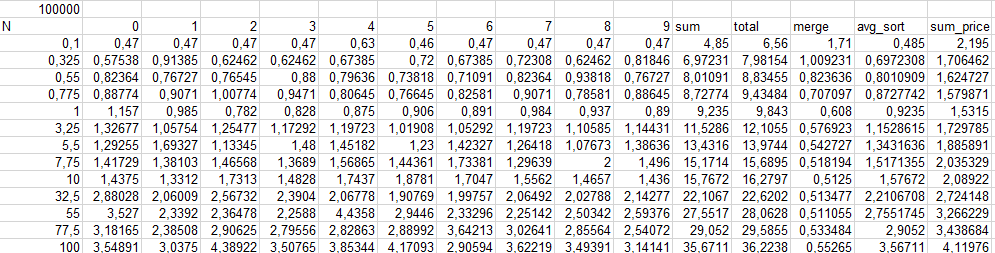 100000
N 0 1 2 3 4 5 6 7 8 9 sum total merge avg_sort sum_price
0,1 0,47 0,47 0,47 0,47 0,63 0,46 0,47 0,47 0,47 0,47 4,85 6,56 1,71 0,485 2,195
0,325 0,57538 0,91385 0,62462 0,62462 0,67385 0,72 0,67385 0,72308 0,62462 0,81846 6,97231 7,98154 1,009231 0,6972308 1,706462
0,55 0,82364 0,76727 0,76545 0,88 0,79636 0,73818 0,71091 0,82364 0,93818 0,76727 8,01091 8,83455 0,823636 0,8010909 1,624727
0,775 0,88774 0,9071 1,00774 0,9471 0,80645 0,76645 0,82581 0,9071 0,78581 0,88645 8,72774 9,43484 0,707097 0,8727742 1,579871
1 1,157 0,985 0,782 0,828 0,875 0,906 0,891 0,984 0,937 0,89 9,235 9,843 0,608 0,9235 1,5315
3,25 1,32677 1,05754 1,25477 1,17292 1,19723 1,01908 1,05292 1,19723 1,10585 1,14431 11,5286 12,1055 0,576923 1,1528615 1,729785
5,5 1,29255 1,69327 1,13345 1,48 1,45182 1,23 1,42327 1,26418 1,07673 1,38636 13,4316 13,9744 0,542727 1,3431636 1,885891
7,75 1,41729 1,38103 1,46568 1,3689 1,56865 1,44361 1,73381 1,29639 2 1,496 15,1714 15,6895 0,518194 1,5171355 2,035329
10 1,4375 1,3312 1,7313 1,4828 1,7437 1,8781 1,7047 1,5562 1,4657 1,436 15,7672 16,2797 0,5125 1,57672 2,08922
32,5 2,88028 2,06009 2,56732 2,3904 2,06778 1,90769 1,99757 2,06492 2,02788 2,14277 22,1067 22,6202 0,513477 2,2106708 2,724148
55 3,527 2,3392 2,36478 2,2588 4,4358 2,9446 2,33296 2,25142 2,50342 2,59376 27,5517 28,0628 0,511055 2,7551745 3,266229
77,5 3,18165 2,38508 2,90625 2,79556 2,82863 2,88992 3,64213 3,02641 2,85564 2,54072 29,052 29,5855 0,533484 2,9052 3,438684
100 3,54891 3,0375 4,38922 3,50765 3,85344 4,17093 2,90594 3,62219 3,49391 3,14141 35,6711 36,2238 0,55265 3,56711 4,11976